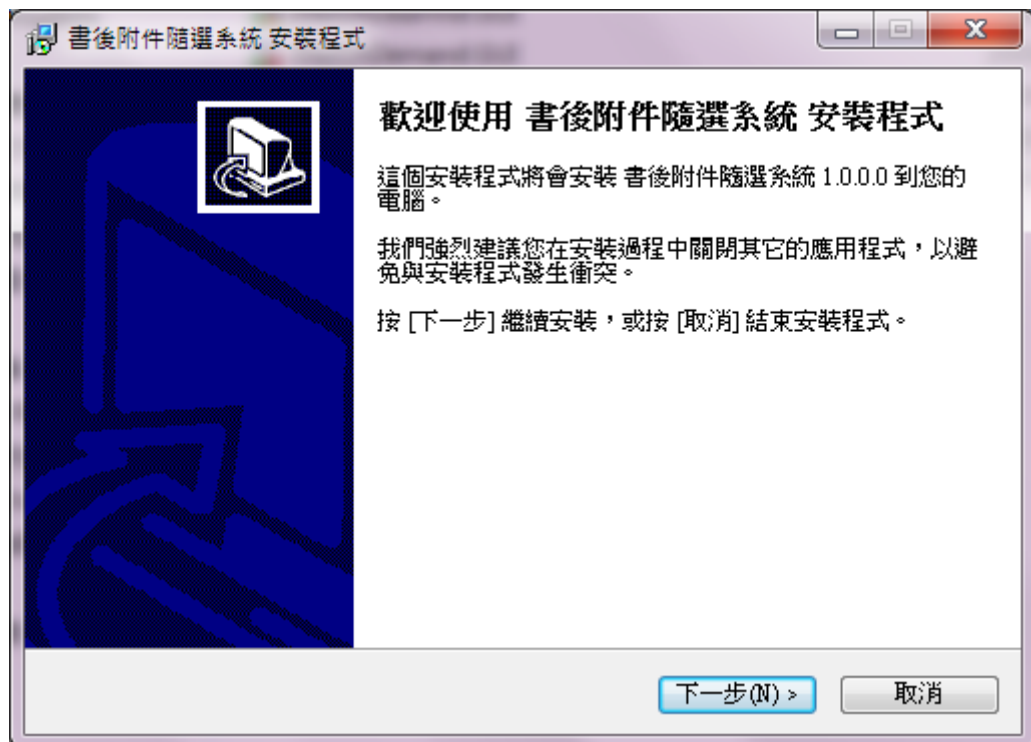 書後附件隨選系統 安裝程式
歡迎使用 書後附件隨選系統 安裝程式
這個安裝程式將會安裝 書後附件隨選系統 1.0.0.0 到您的
電腦。
我們強烈建議您在安裝過程中關閉其它的應用程式，以避
免與安裝程式發生衝突。
按 [下一步] 繼續安裝，或按 [取消] 結束安裝程式。
下一步(N) >
取消